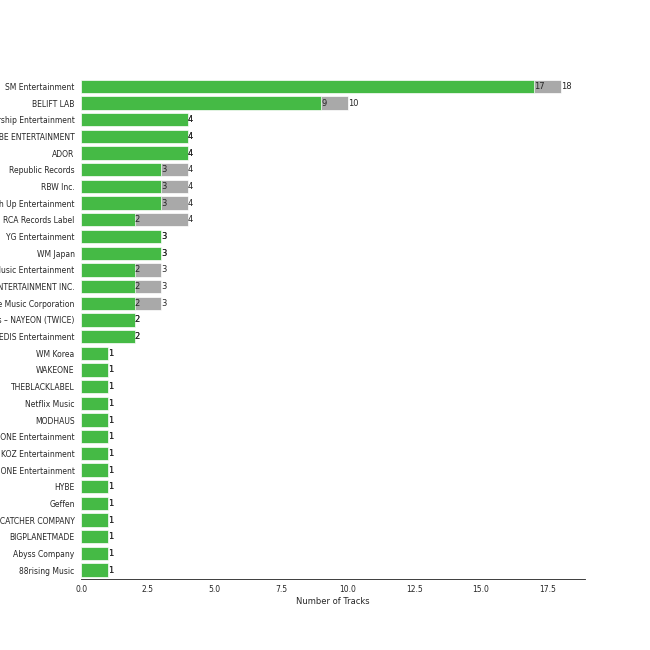 SM Entertainment 17 18
BELIFT LAB 9 10
rship Entertainment 4
BE ENTERTAINMENT 4
ADOR 4
Republic Records 3 4
RBW Inc. 3 4
h Up Entertainment 3 4
RCA Records Label 2 4
YG Entertainment 3
WM Japan 3
usic Entertainment 2 3
NTERTAINMENT INC. 2 3
e Music Corporation 2 3
s – NAYEON (TWICE) 2
EDIS Entertainment 2
WM Korea 1
WAKEONE 1
THEBLACKLABEL 1
Netflix Music 1
MODHAUS 1
ONE Entertainment 1
KOZ Entertainment 1
ONE Entertainment 1
HYBE 1
Geffen 1
CATCHER COMPANY 1
BIGPLANETMADE 1
Abyss Company 1
88rising Music 1
0.0 2.5 5.0 7.5 10.0 12.5 15.0 17.5
Number of Tracks